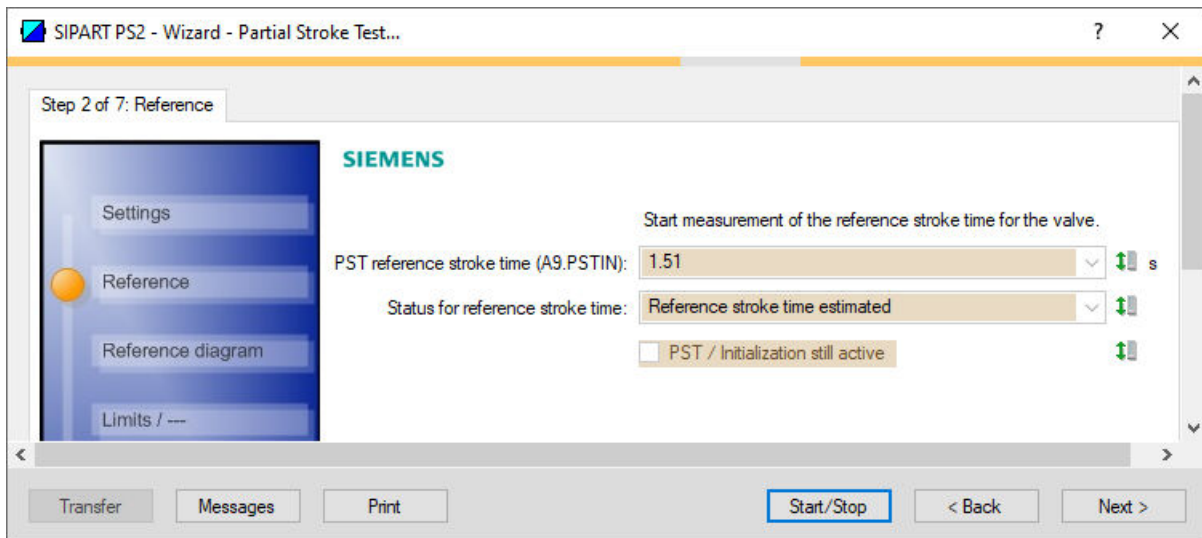 SIPART PS2 - Wizard - Partial Stroke Test...
?
Step 2 of 7: Reference
SIEMENS
Settings
Reference
Reference diagram
Limits / ---
Start measurement of the reference stroke time for the valve.
PST reference stroke time (A9.PSTIN): 1.51 s
Status for reference stroke time: Reference stroke time estimated
PST / Initialization still active
Transfer Messages Print Start/Stop < Back Next >